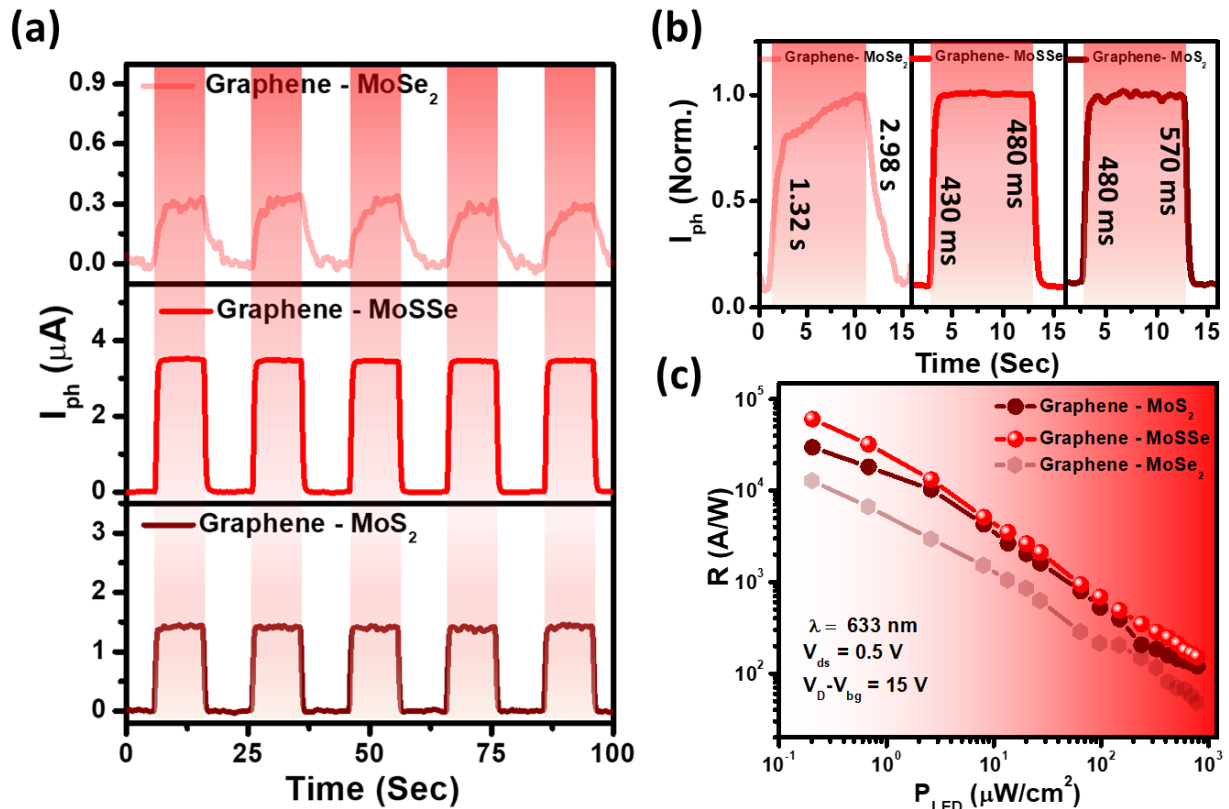 (a)
Graphene - MoSe2
0.9
0.6
0.3
0.0
Graphene - MoSSe
4
2
0
Graphene - MoS2
3
2
1
0
Iph (μA)
0 25 50 75 100
Time (Sec)
(b)
Graphene- MoSe2
Graphene- MoSSe
Graphene- MoS2
1.0
0.5
0.0
Iph (Norm.)
1.32 s
2.98 s
430 ms
480 ms
480 ms
570 ms
0 5 10 15 5 10 15 5 10 15
Time (Sec)
(c)
Graphene - MoS2
Graphene - MoSSe
Graphene - MoSe2
10^5
10^4
10^3
10^2
R (A/W)
λ = 633 nm
Vds = 0.5 V
VD-Vbg = 15 V
10^-1 10^0 10^1 10^2 10^3
PLED (μW/cm^2)